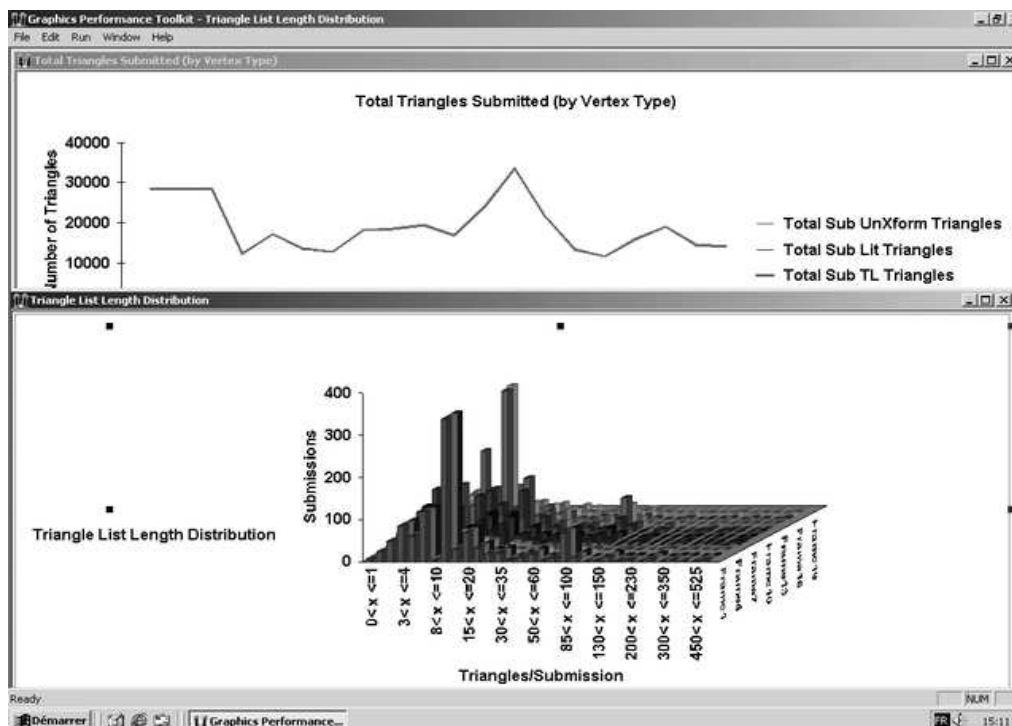 Graphics Performance Toolkit - Triangle List Length Distribution
File Edit Run Window Help
Total Triangles Submitted (by Vertex Type)
Total Triangles Submitted (by Vertex Type)
Number of Triangles
40000
30000
20000
10000
Total Sub UnXform Triangles
Total Sub Lit Triangles
Total Sub TL Triangles
Triangle List Length Distribution
Triangle List Length Distribution
Submissions
400
300
200
100
0
0< x <=1
3< x <=4
8< x <=10
15< x <=20
30< x <=35
50< x <=60
85< x <=100
130< x <=150
200< x <=230
300< x <=350
450< x <=525
Triangles/Submission
Ready
NUM
Démarrer
Graphics Performance...
FR
15:11